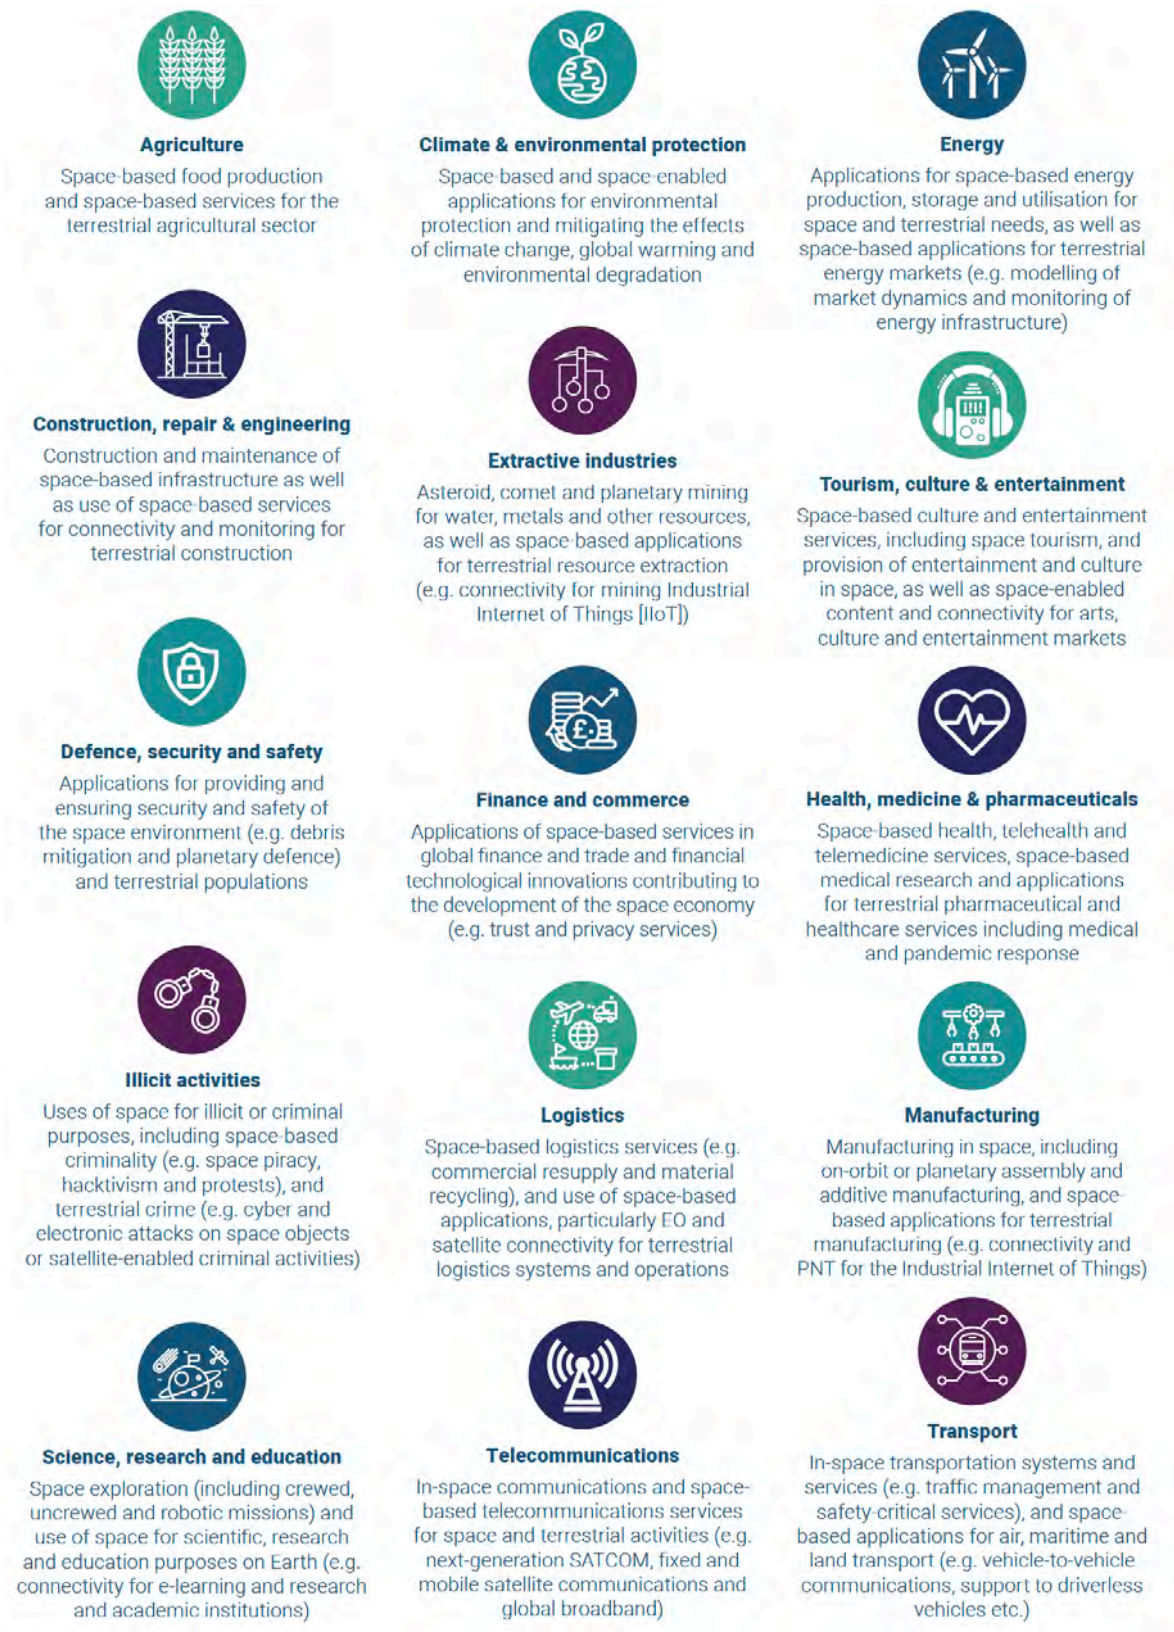 Agriculture
Space-based food production
and space-based services for the
terrestrial agricultural sector
Climate & environmental protection
Space-based and space-enabled
applications for environmental
protection and mitigating the effects
of climate change, global warming and
environmental degradation
Energy
Applications for space-based energy
production, storage and utilisation for
space and terrestrial needs, as well as
space-based applications for terrestrial
energy markets (e.g. modelling of
market dynamics and monitoring of
energy infrastructure)
Construction, repair & engineering
Construction and maintenance of
space-based infrastructure as well
as use of space-based services
for connectivity and monitoring for
terrestrial construction
Extractive industries
Asteroid, comet and planetary mining
for water, metals and other resources,
as well as space-based applications
for terrestrial resource extraction
(e.g. connectivity for mining Industrial
Internet of Things [IIoT])
Tourism, culture & entertainment
Space-based culture and entertainment
services, including space tourism, and
provision of entertainment and culture
in space, as well as space-enabled
content and connectivity for arts,
culture and entertainment markets
Defence, security and safety
Applications for providing and
ensuring security and safety of
the space environment (e.g. debris
mitigation and planetary defence)
and terrestrial populations
£
Finance and commerce
Applications of space-based services in
global finance and trade and financial
technological innovations contributing to
the development of the space economy
(e.g. trust and privacy services)
Health, medicine & pharmaceuticals
Space-based health, telehealth and
telemedicine services, space-based
medical research and applications
for terrestrial pharmaceutical and
healthcare services including medical
and pandemic response
Illicit activities
Uses of space for illicit or criminal
purposes, including space-based
criminality (e.g. space piracy,
hacktivism and protests), and
terrestrial crime (e.g. cyber and
electronic attacks on space objects
or satellite-enabled criminal activities)
Logistics
Space-based logistics services (e.g.
commercial resupply and material
recycling), and use of space-based
applications, particularly EO and
satellite connectivity for terrestrial
logistics systems and operations
Manufacturing
Manufacturing in space, including
on-orbit or planetary assembly and
additive manufacturing, and space-
based applications for terrestrial
manufacturing (e.g. connectivity and
PNT for the Industrial Internet of Things)
Science, research and education
Space exploration (including crewed,
uncrewed and robotic missions) and
use of space for scientific, research
and education purposes on Earth (e.g.
connectivity for e-learning and research
and academic institutions)
Telecommunications
In-space communications and space-
based telecommunications services
for space and terrestrial activities (e.g.
next-generation SATCOM, fixed and
mobile satellite communications and
global broadband)
Transport
In-space transportation systems and
services (e.g. traffic management and
safety-critical services), and space-
based applications for air, maritime and
land transport (e.g. vehicle-to-vehicle
communications, support to driverless
vehicles etc.)